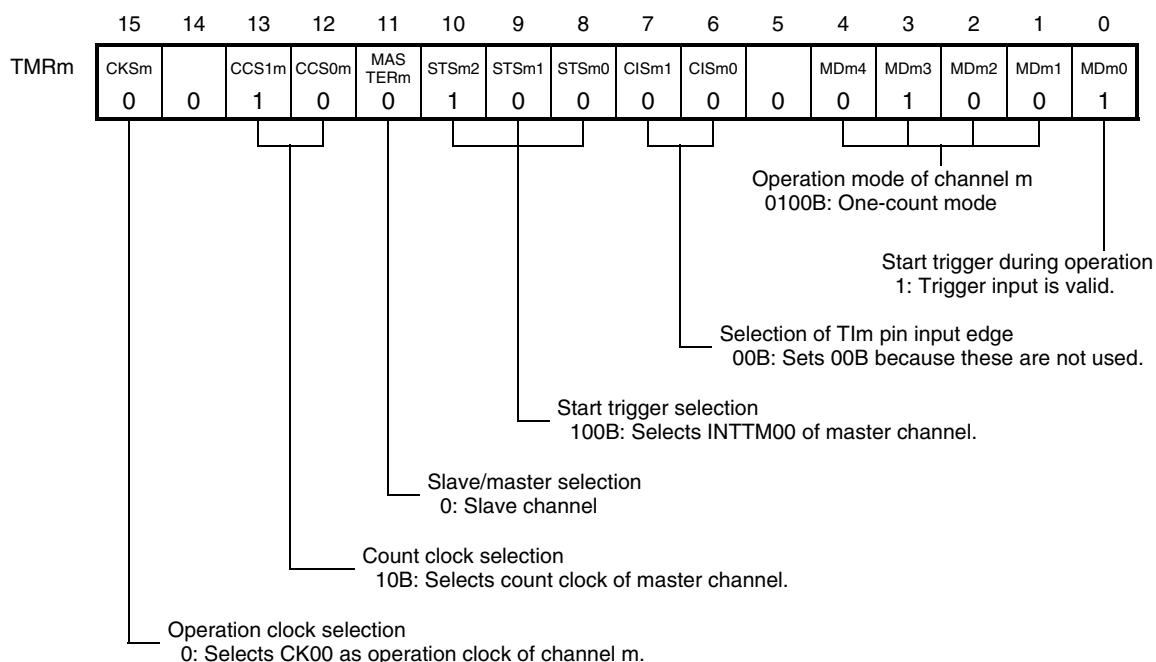 15 14 13 12 11 10 9 8 7 6 5 4 3 2 1 0
TMRm CKSm CCS1m CCS0m MAS TERm STSm2 STSm1 STSm0 CISm1 CISm0 MDm4 MDm3 MDm2 MDm1 MDm0
0 0 1 0 0 1 0 0 0 0 0 0 1 0 0 1
Operation mode of channel m
0100B: One-count mode
Start trigger during operation
1: Trigger input is valid.
Selection of TIm pin input edge
00B: Sets 00B because these are not used.
Start trigger selection
100B: Selects INTTM00 of master channel.
Slave/master selection
0: Slave channel
Count clock selection
10B: Selects count clock of master channel.
Operation clock selection
0: Selects CK00 as operation clock of channel m.